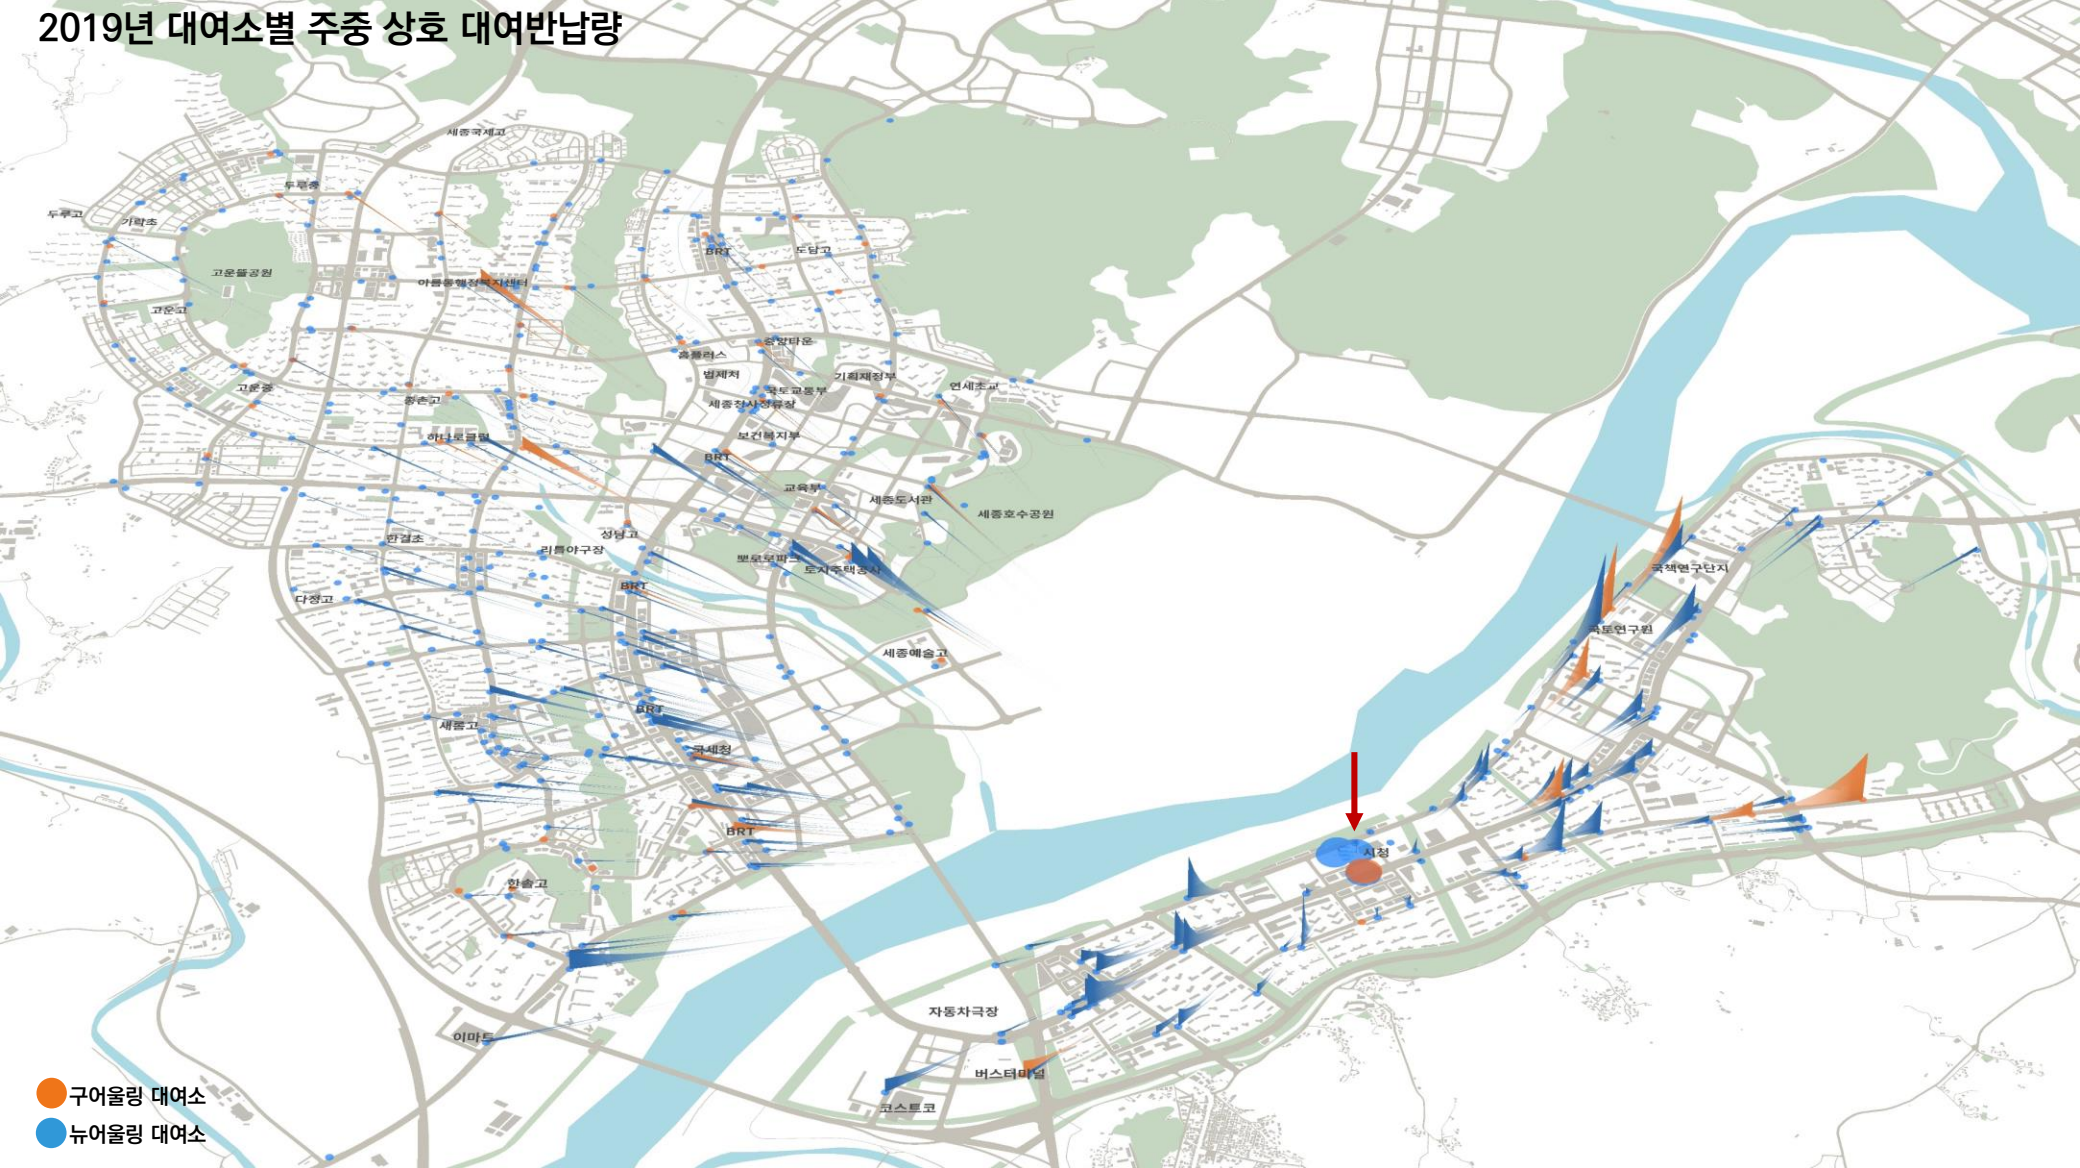 2019년 대여소별 주중 상호 대여반납량
세종국제고
두루중
두루고
가락초
BRT
도담고
고운뜰공원
아름동행정복지센터
고운고
중앙타운
홈플러스
법제처
기획재정부
연세초교
고운중
국토교통부
종촌고
세종청사정류장
하나로클럽
보건복지부
BRT
교육부
세종도서관
세종호수공원
성남고
한결초
리틀야구장
뽀로로파크
토지주택공사
국책연구단지
BRT
다정고
국토연구원
세종예술고
BRT
새롬고
국세청
BRT
시청
한솔고
자동차극장
이마트
버스터미널
코스트코
구어울링 대여소
뉴어울링 대여소